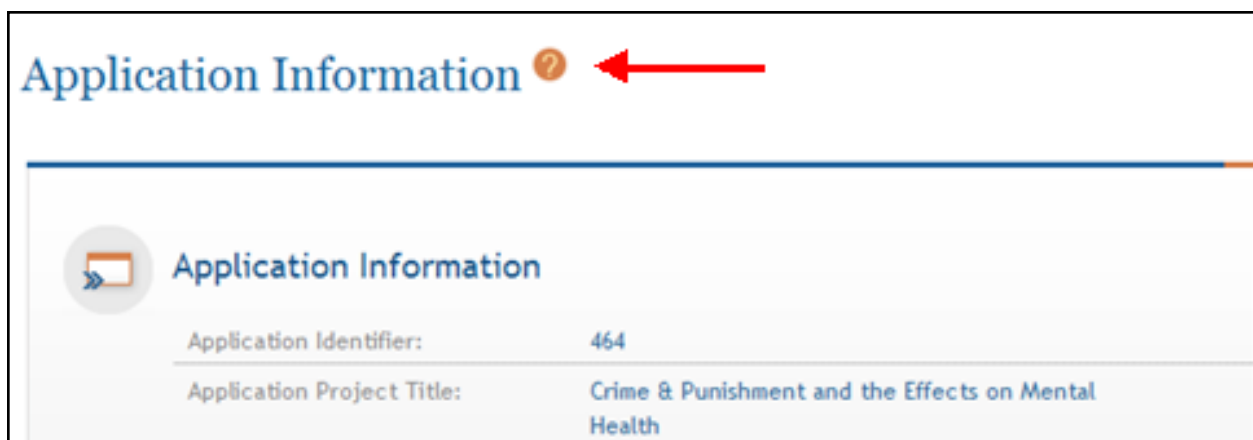 Application Information ?
Application Information
Application Identifier: 464
Application Project Title: Crime & Punishment and the Effects on Mental
Health